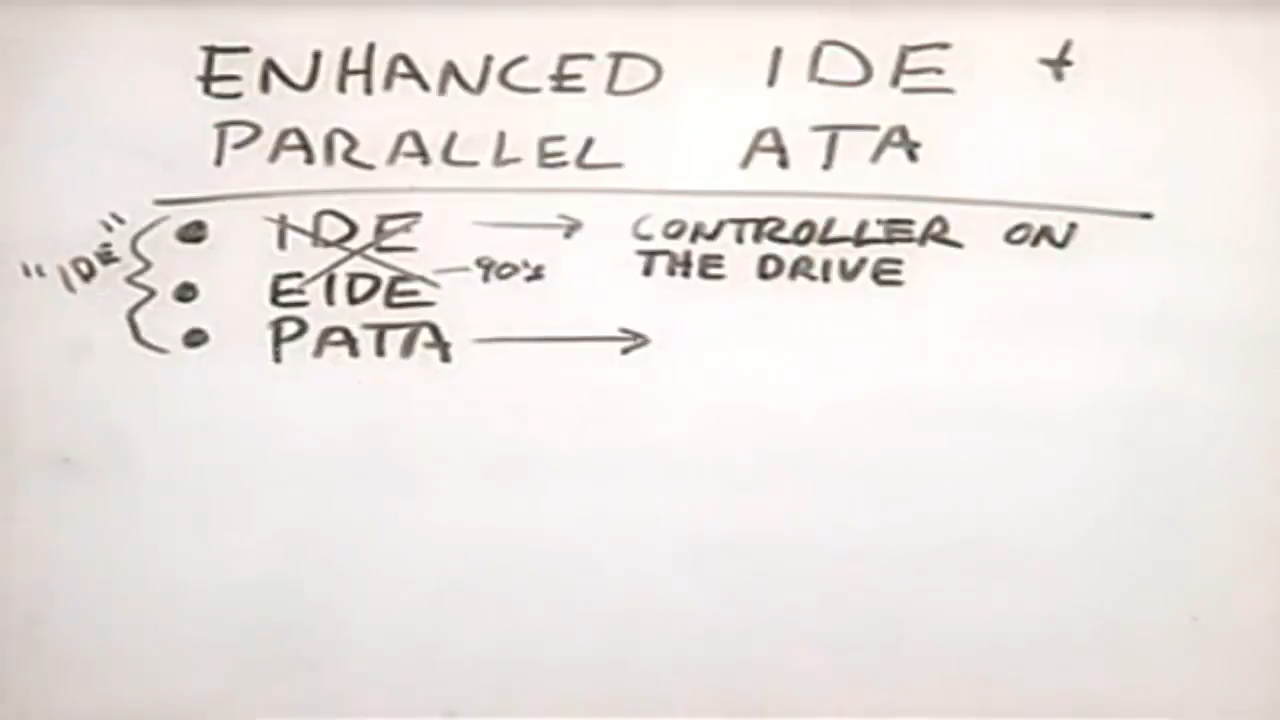 ENHANCED IDE +
PARALLEL ATA
"IDE"
• IDE → CONTROLLER ON
THE DRIVE
• EIDE - 90's
• PATA →